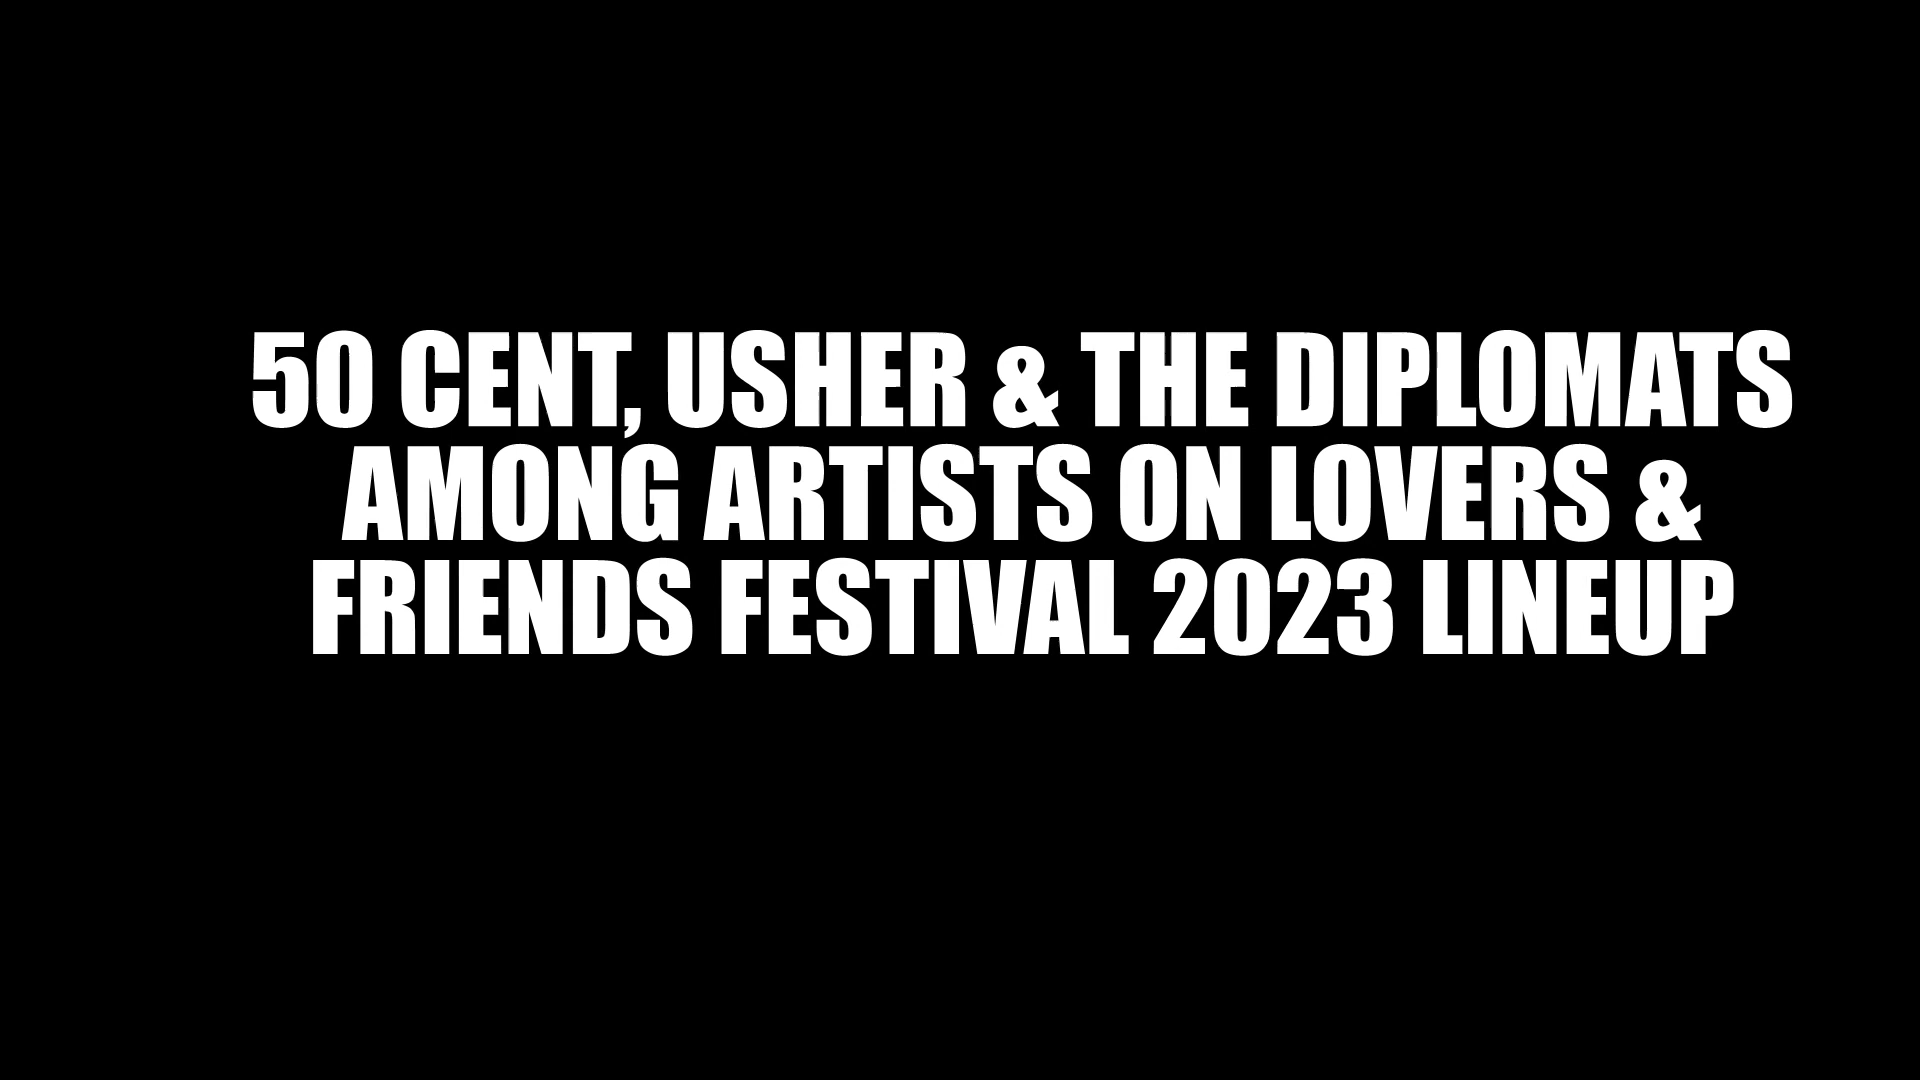 50 CENT, USHER & THE DIPLOMATS
AMONG ARTISTS ON LOVERS &
FRIENDS FESTIVAL 2023 LINEUP